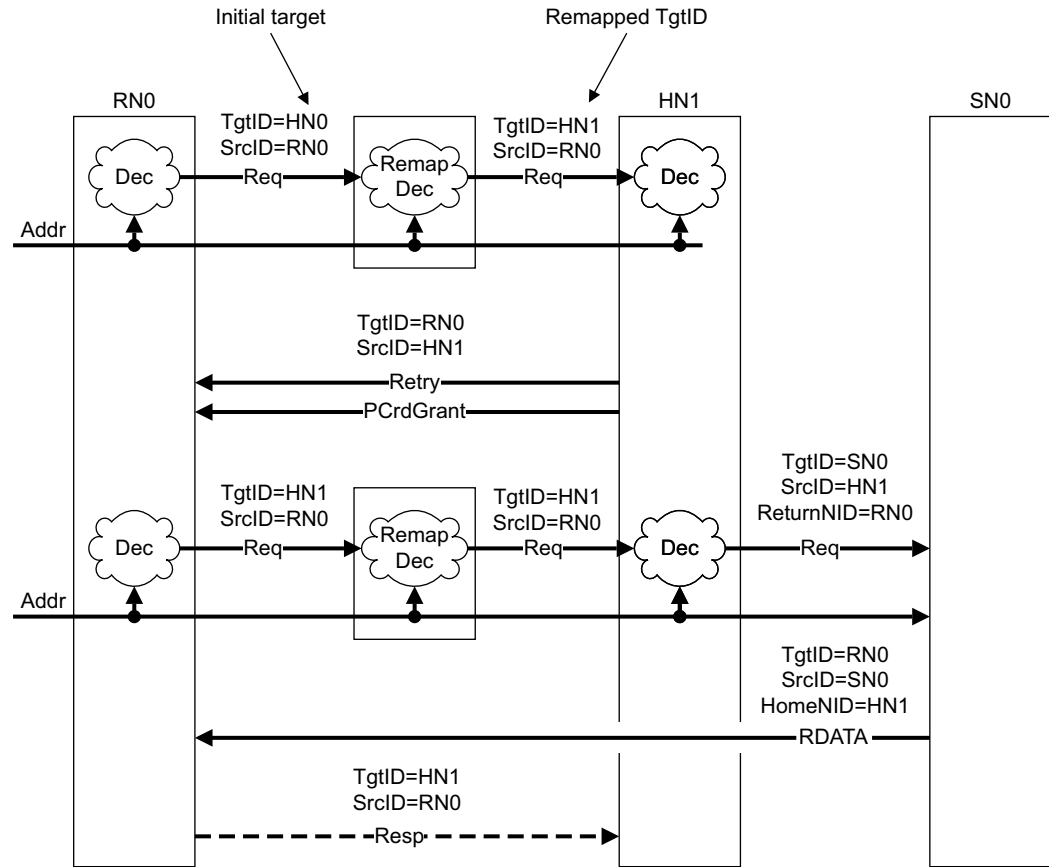 Initial target
Remapped TgtID
RN0
HN1
SN0
TgtID=HN0
SrcID=RN0
TgtID=HN1
SrcID=RN0
Dec
Req
Remap
Dec
Req
Dec
Addr
TgtID=RN0
SrcID=HN1
Retry
PCrdGrant
TgtID=SN0
SrcID=HN1
ReturnNID=RN0
TgtID=HN1
SrcID=RN0
TgtID=HN1
SrcID=RN0
Dec
Req
Remap
Dec
Req
Dec
Req
Addr
TgtID=RN0
SrcID=SN0
HomeNID=HN1
RDATA
TgtID=HN1
SrcID=RN0
Resp